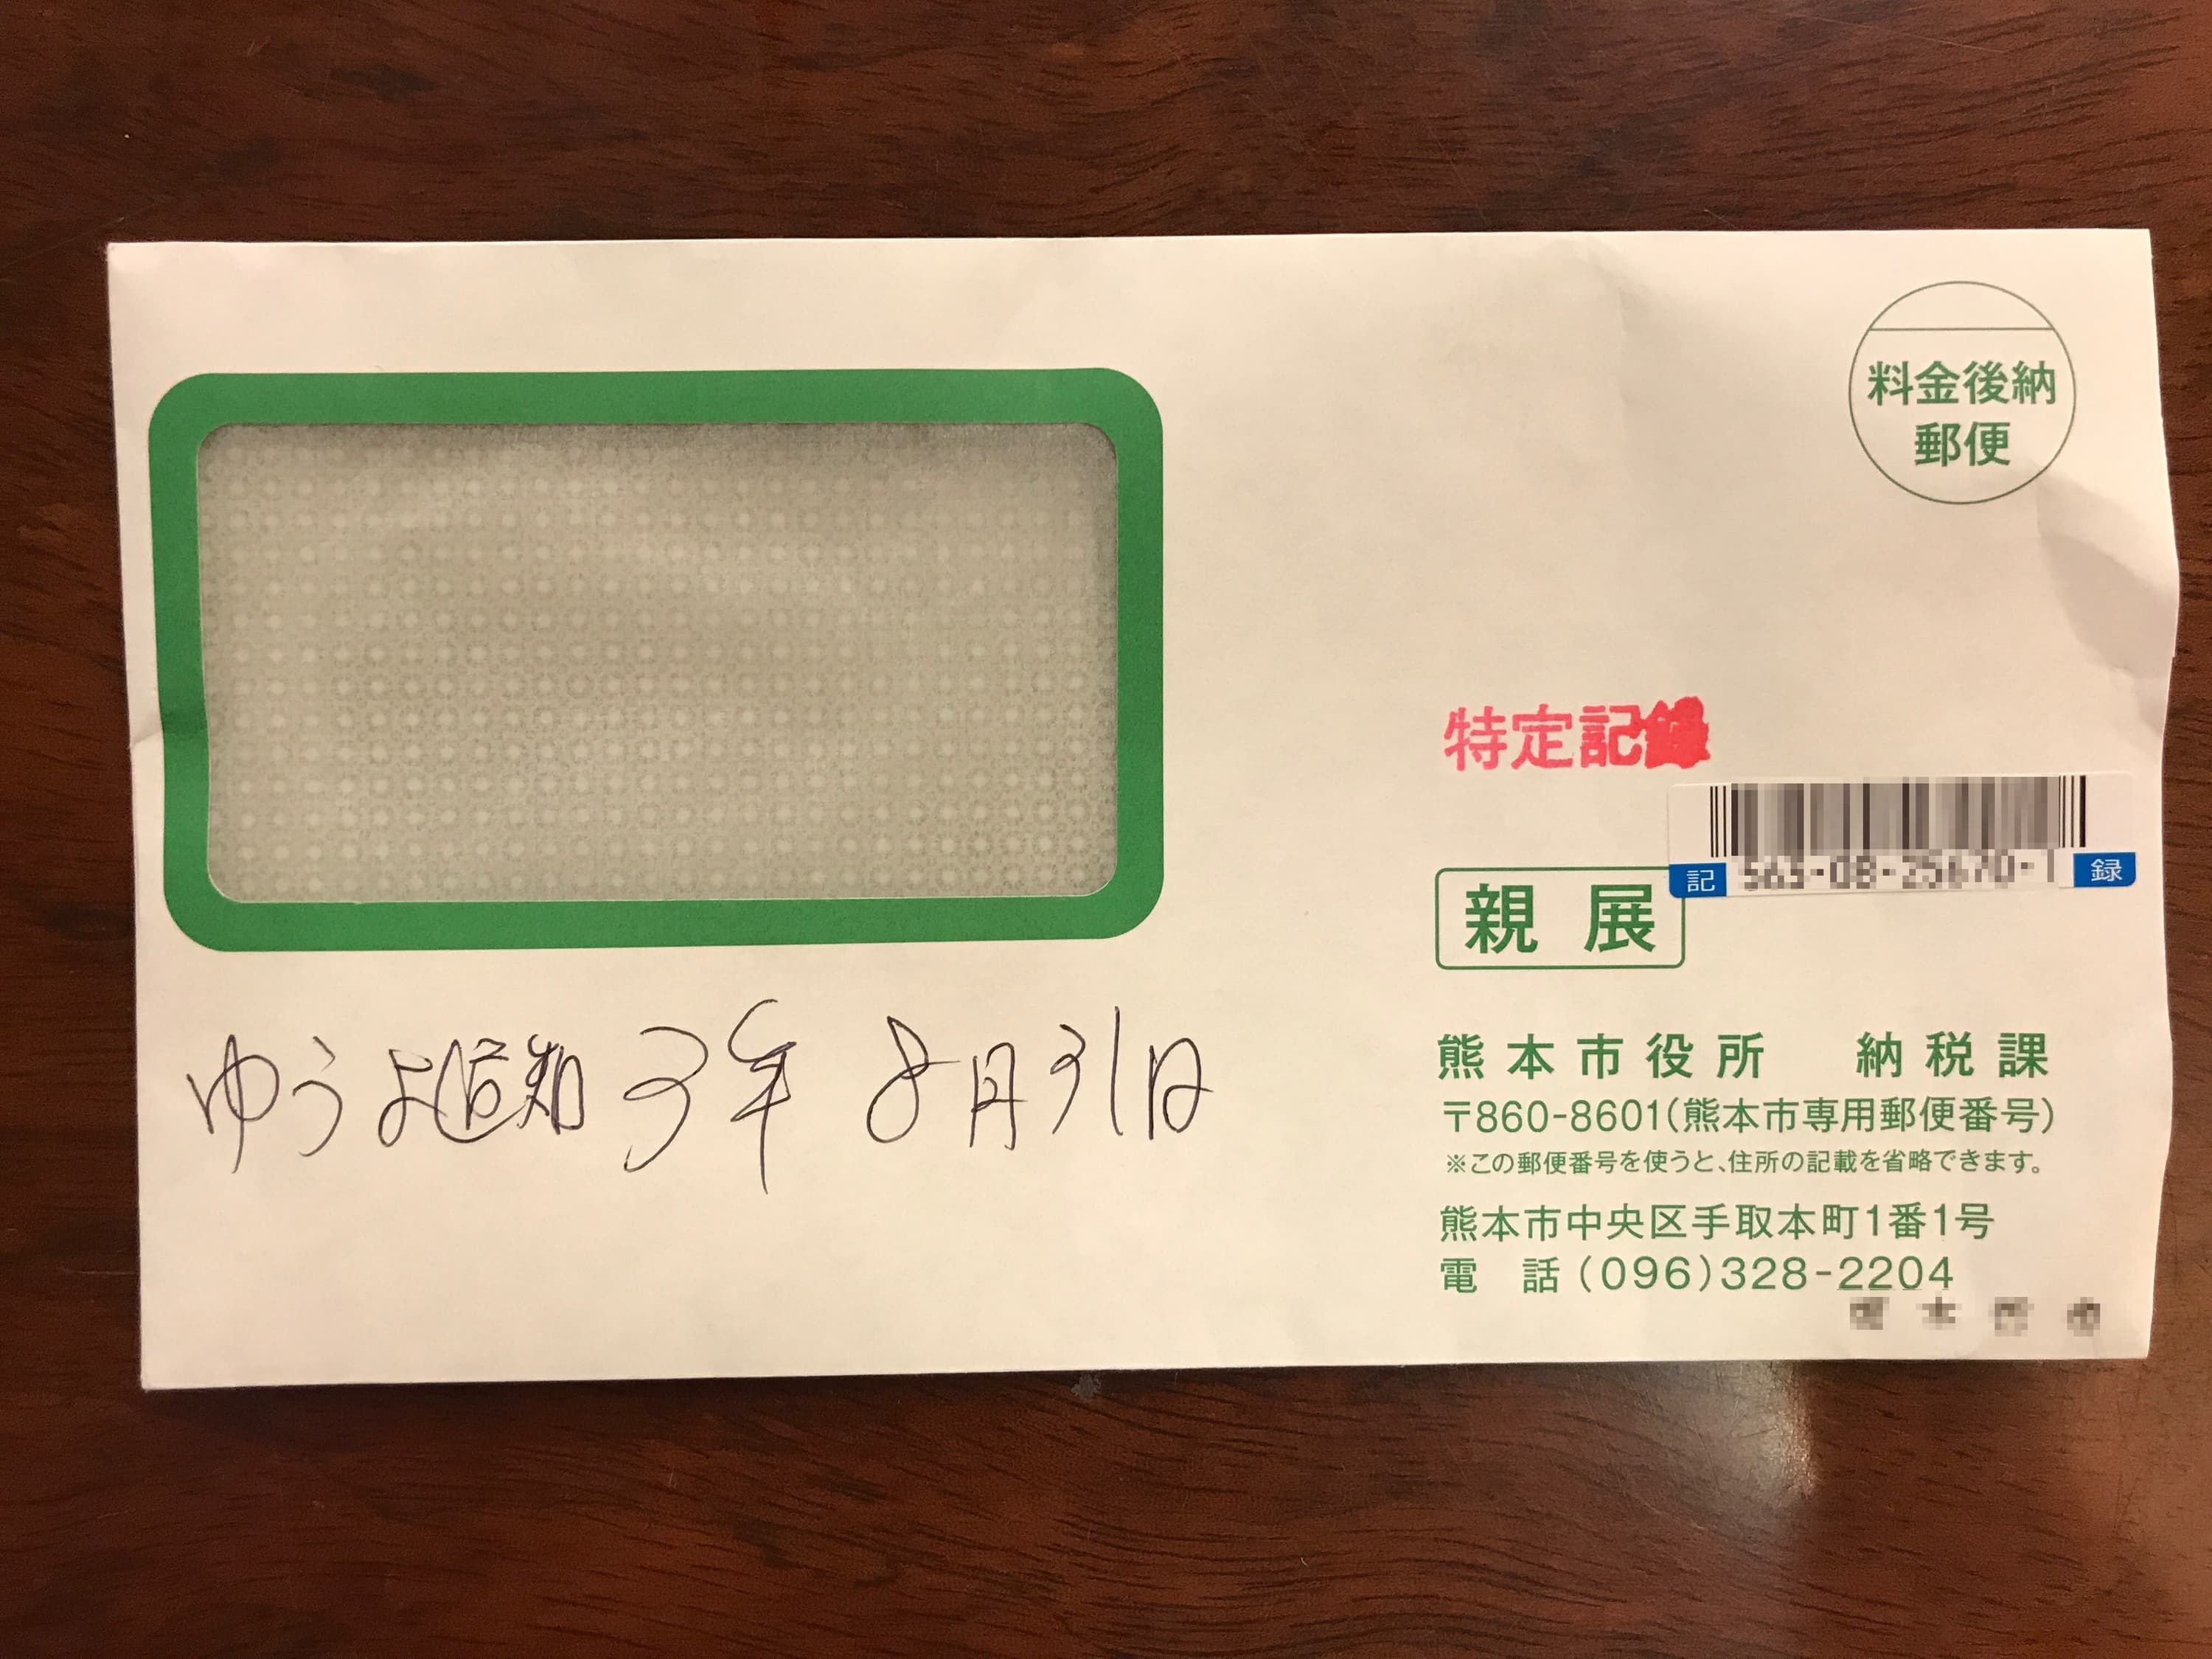 料金後納
郵便
特定記録
記 録
親展
熊本市役所 納税課
〒860-8601(熊本市専用郵便番号)
※この郵便番号を使うと、住所の記載を省略できます。
熊本市中央区手取本町1番1号
電 話(096)328-2204
ゆうよ通知 3年 8月31日